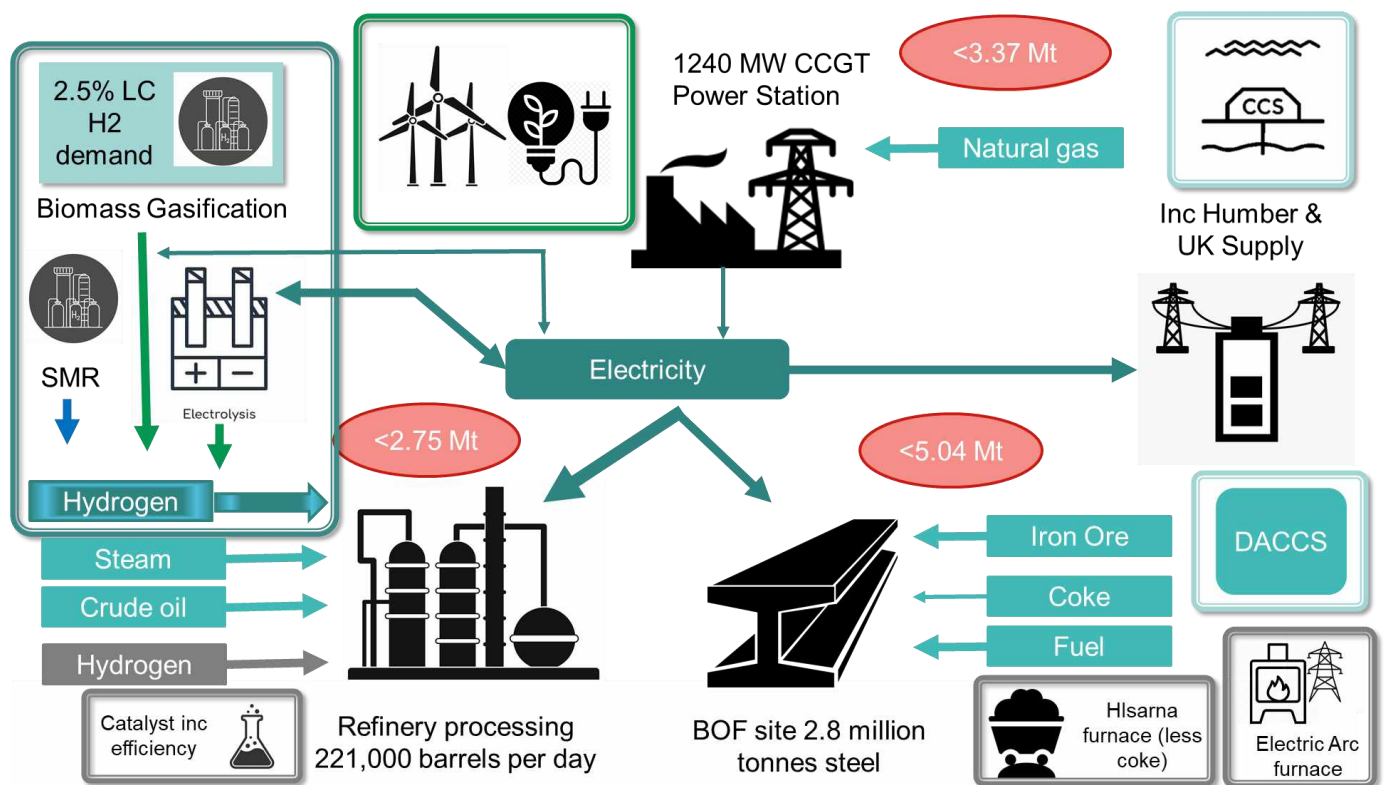 2.5% LC
H2
demand
Biomass Gasification
H2
SMR
+ −
Electrolysis
Hydrogen
Steam
Crude oil
Hydrogen
Catalyst inc
efficiency
1240 MW CCGT
Power Station
<3.37 Mt
Natural gas
CCS
Inc Humber &
UK Supply
Electricity
<2.75 Mt
<5.04 Mt
Refinery processing
221,000 barrels per day
BOF site 2.8 million
tonnes steel
Iron Ore
Coke
Fuel
DACCS
HIsarna
furnace (less
coke)
Electric Arc
furnace